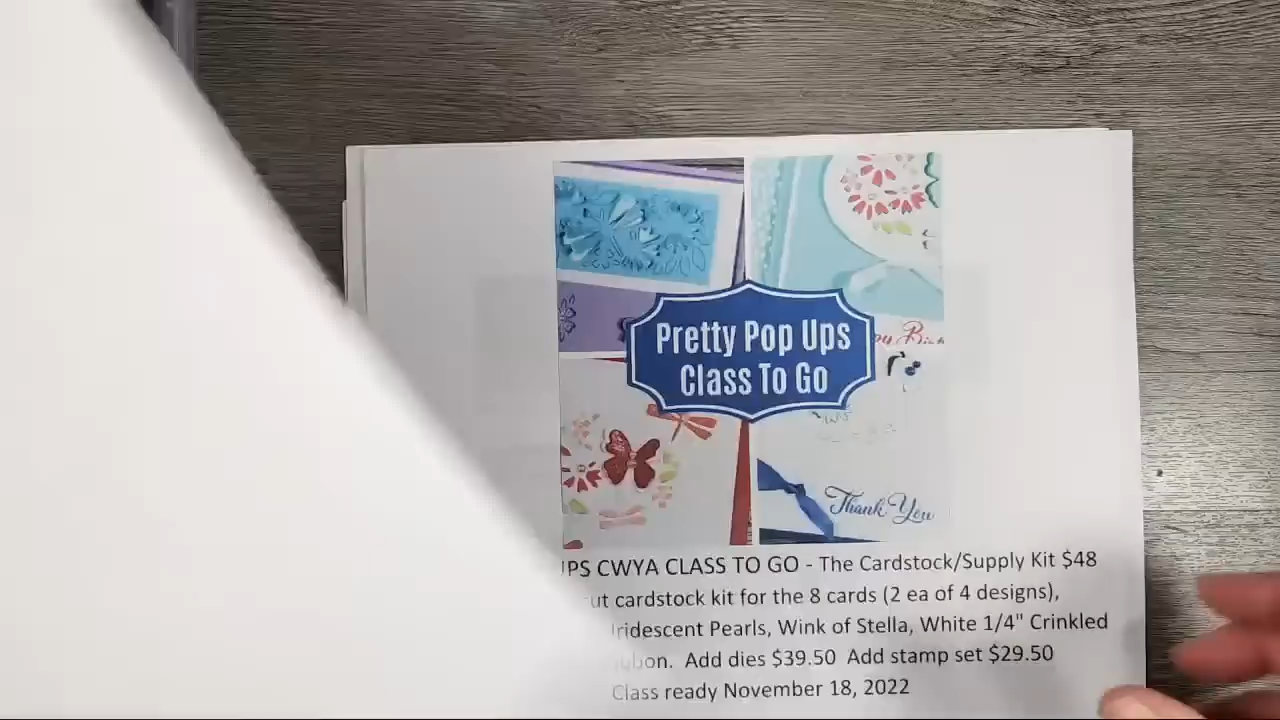 Pretty Pop Ups
Class To Go
Thank You
CWYA CLASS TO GO - The Cardstock/Supply Kit $48
cardstock kit for the 8 cards (2 ea of 4 designs),
Iridescent Pearls, Wink of Stella, White 1/4" Crinkled
Add dies $39.50 Add stamp set $29.50
Class ready November 18, 2022